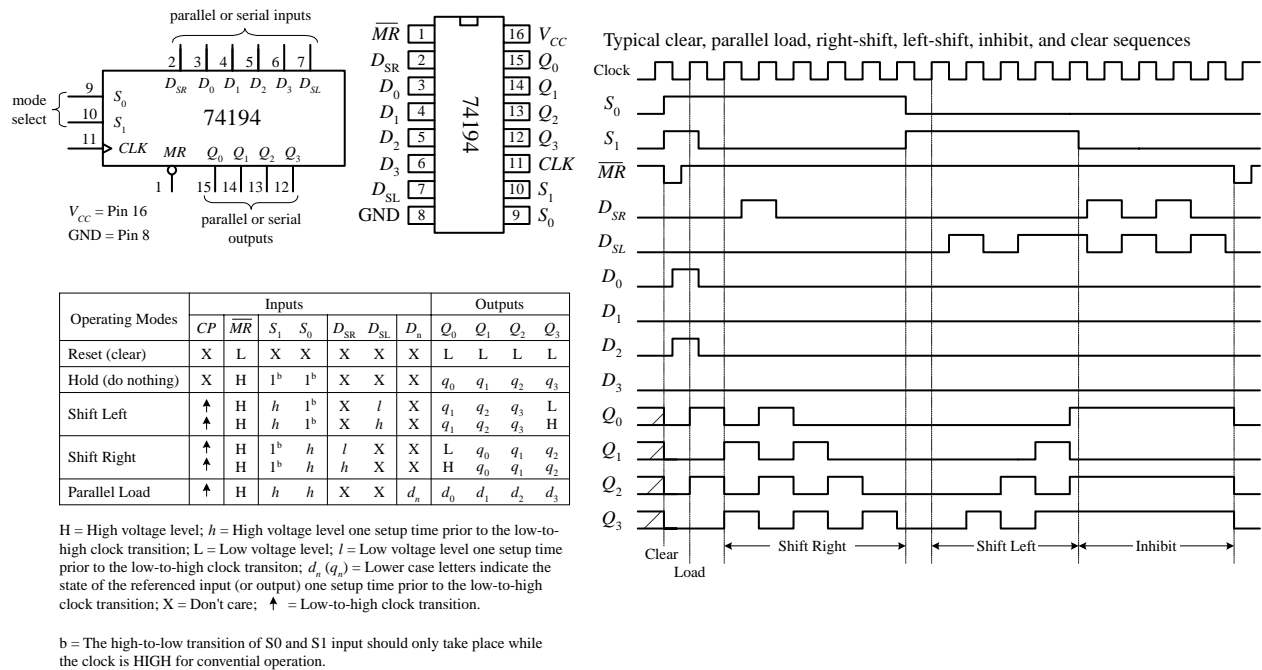 parallel or serial inputs
2 3 4 5 6 7
D_SR D_0 D_1 D_2 D_3 D_SL
mode
select
9 S_0
10 S_1
11 CLK
74194
MR Q_0 Q_1 Q_2 Q_3
1 15 14 13 12
V_CC = Pin 16
GND = Pin 8
parallel or serial
outputs
MR 1 16 V_CC
D_SR 2 15 Q_0
D_0 3 14 Q_1
D_1 4 13 Q_2
D_2 5 12 Q_3
D_3 6 11 CLK
D_SL 7 10 S_1
GND 8 9 S_0
74194
Typical clear, parallel load, right-shift, left-shift, inhibit, and clear sequences
Clock
S_0
S_1
MR
D_SR
D_SL
D_0
D_1
D_2
D_3
Q_0
Q_1
Q_2
Q_3
Clear
Load
Shift Right
Shift Left
Inhibit
Operating Modes Inputs Outputs
CP MR S_1 S_0 D_SR D_SL D_n Q_0 Q_1 Q_2 Q_3
Reset (clear) X L X X X X X L L L L
Hold (do nothing) X H 1^b 1^b X X X q_0 q_1 q_2 q_3
Shift Left
↑ H h 1^b X l X q_1 q_2 q_3 L
↑ H h 1^b X h X q_1 q_2 q_3 H
Shift Right
↑ H 1^b h l X X L q_0 q_1 q_2
↑ H 1^b h h X X H q_0 q_1 q_2
Parallel Load ↑ H h h X X d_n d_0 d_1 d_2 d_3
H = High voltage level; h = High voltage level one setup time prior to the low-to-
high clock transition; L = Low voltage level; l = Low voltage level one setup time
prior to the low-to-high clock transiton; d_n (q_n) = Lower case letters indicate the
state of the referenced input (or output) one setup time prior to the low-to-high
clock transition; X = Don't care; ↑ = Low-to-high clock transition.
b = The high-to-low transition of S0 and S1 input should only take place while
the clock is HIGH for convential operation.